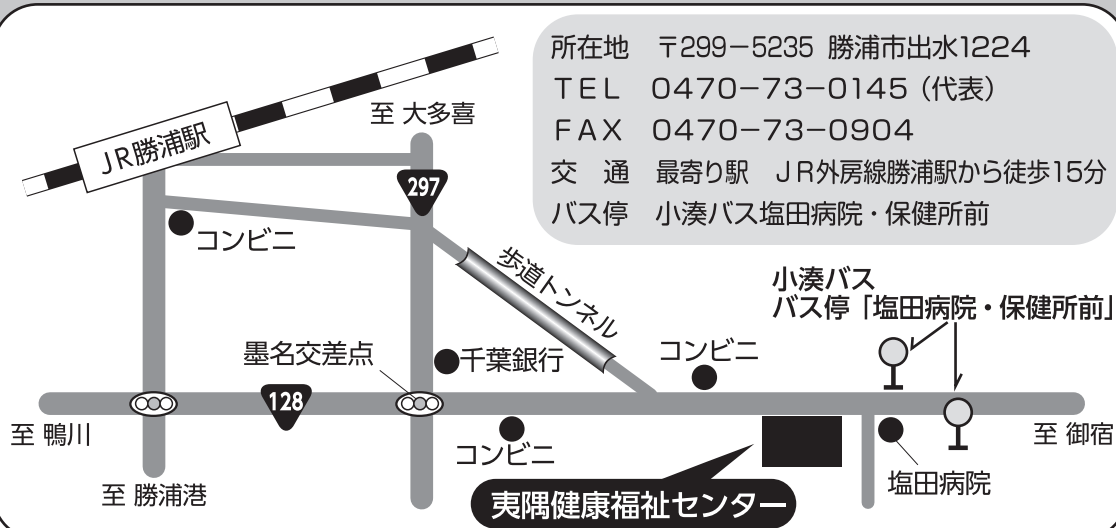 所在地　〒299－5235 勝浦市出水1224
ＴＥＬ　0470－73－0145（代表）
ＦＡＸ　0470－73－0904
交　通　最寄り駅　ＪＲ外房線勝浦駅から徒歩15分
バス停　小湊バス塩田病院・保健所前
至 大多喜
ＪＲ勝浦駅
297
コンビニ
歩道トンネル
小湊バス
バス停「塩田病院・保健所前」
墨名交差点
千葉銀行
コンビニ
128
至 鴨川
コンビニ
至 御宿
至 勝浦港
塩田病院
夷隅健康福祉センター